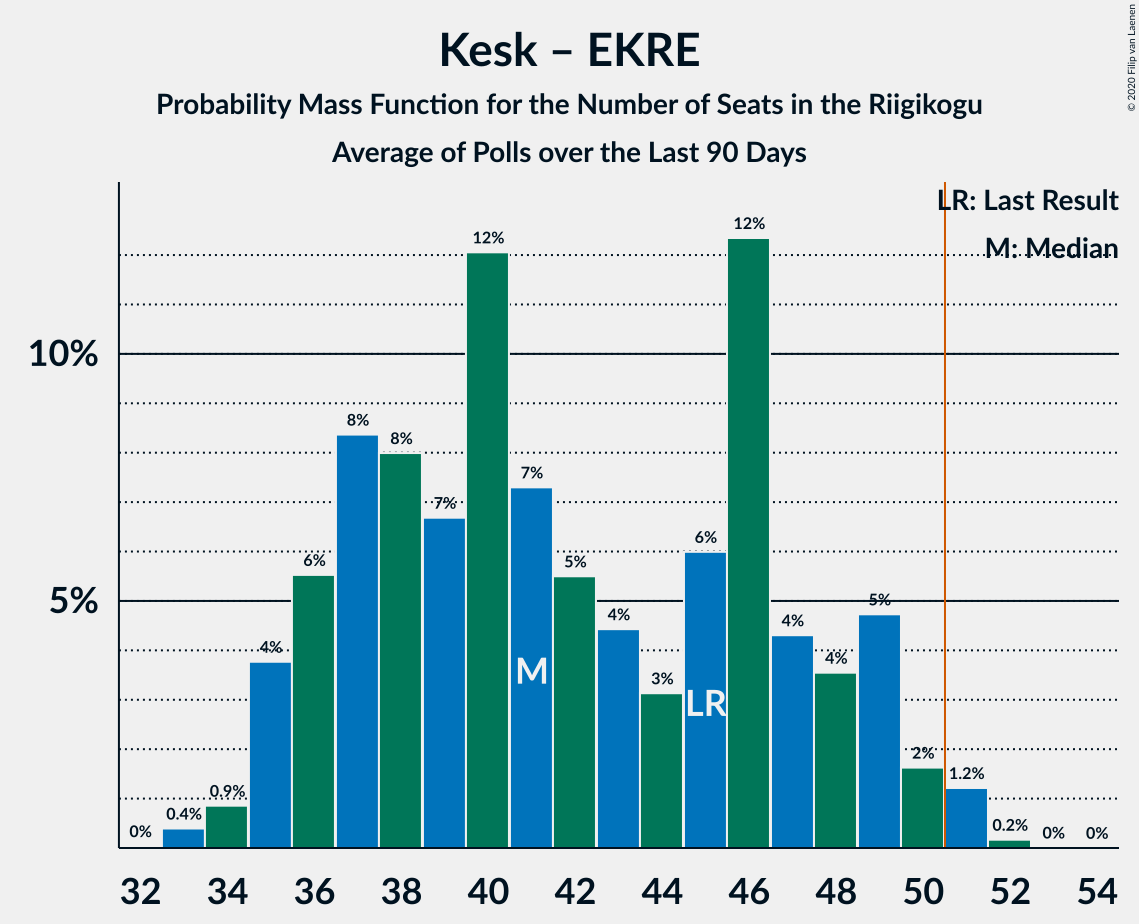 Kesk – EKRE
Probability Mass Function for the Number of Seats in the Riigikogu
Average of Polls over the Last 90 Days
© 2020 Filip van Laenen
LR: Last Result
M: Median
10%
5%
0%
0.4%
0.9%
4%
6%
8%
8%
7%
12%
7%
5%
4%
3%
6%
12%
4%
4%
5%
2%
1.2%
0.2%
0%
0%
M
LR
32 34 36 38 40 42 44 46 48 50 52 54